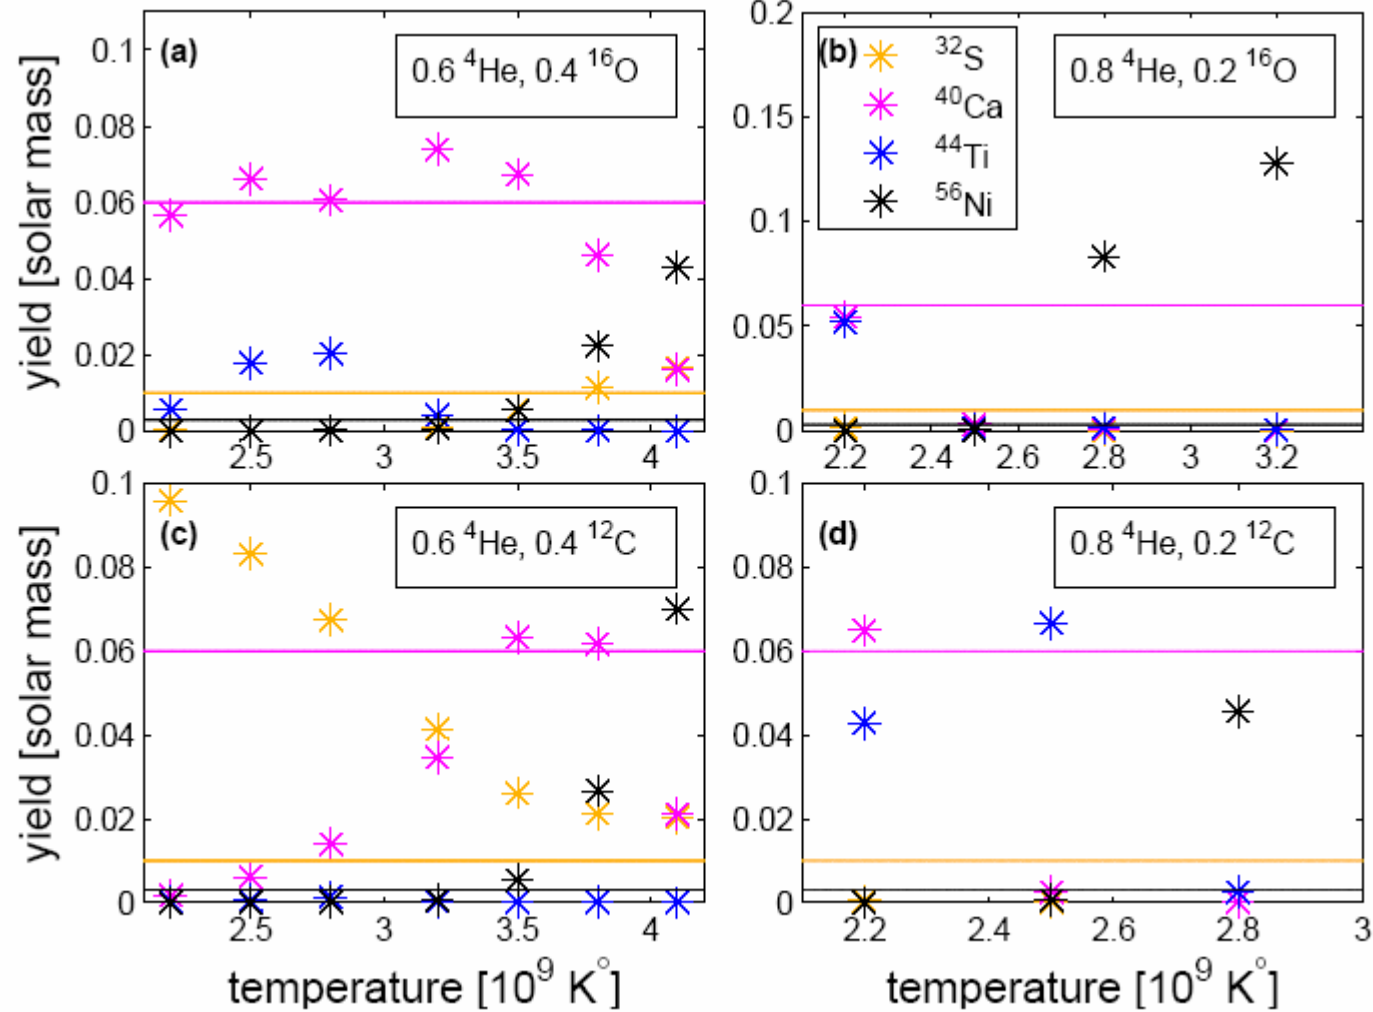 (a)
0.6 ⁴He, 0.4 ¹⁶O
0.1
0.08
0.06
0.04
0.02
0
2.5
3
3.5
4
yield [solar mass]
(b)
³²S
⁴⁰Ca
⁴⁴Ti
⁵⁶Ni
0.8 ⁴He, 0.2 ¹⁶O
0.2
0.15
0.1
0.05
0
2.2
2.4
2.6
2.8
3
3.2
(c)
0.6 ⁴He, 0.4 ¹²C
0.1
0.08
0.06
0.04
0.02
0
2.5
3
3.5
4
yield [solar mass]
temperature [10⁹ K°]
(d)
0.8 ⁴He, 0.2 ¹²C
0.1
0.08
0.06
0.04
0.02
0
2.2
2.4
2.6
2.8
3
temperature [10⁹ K°]